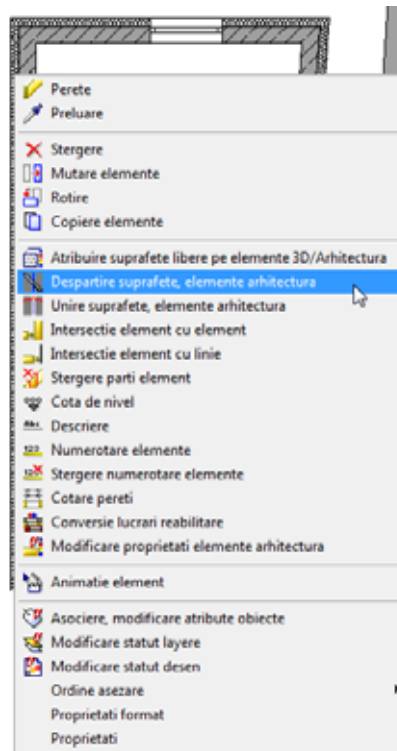 Perete
Preluare
Stergere
Mutare elemente
Rotire
Copiere elemente
Atribuire suprafete libere pe elemente 3D/Arhitectura
Despartire suprafete, elemente arhitectura
Unire suprafete, elemente arhitectura
Intersectie element cu element
Intersectie element cu linie
Stergere parti element
Cota de nivel
Descriere
Numerotare elemente
Stergere numerotare elemente
Cotare pereti
Conversie lucrari reabilitare
Modificare proprietati elemente arhitectura
Animatie element
Asociere, modificare atribute obiecte
Modificare statut layere
Modificare statut desen
Ordine asezare
Proprietati format
Proprietati